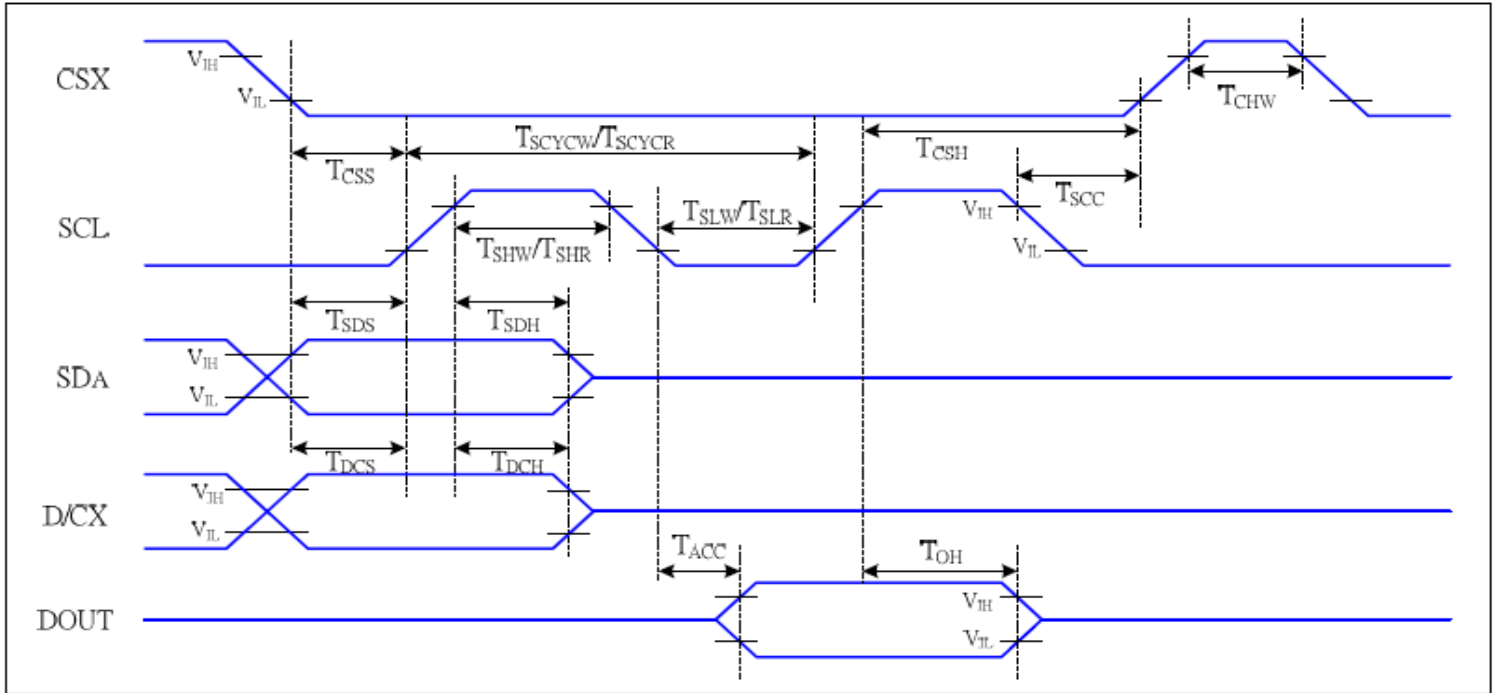 CSX
VIH
VIL
TCHW
TSCYCW/TSCYCR
TCSS
TCSH
TSCC
SCL
TSHW/TSHR
TSLW/TSLR
VIH
VIL
TSDS
TSDH
SDA
VIH
VIL
TDCS
TDCH
D/CX
VIH
VIL
TACC
TOH
DOUT
VIH
VIL